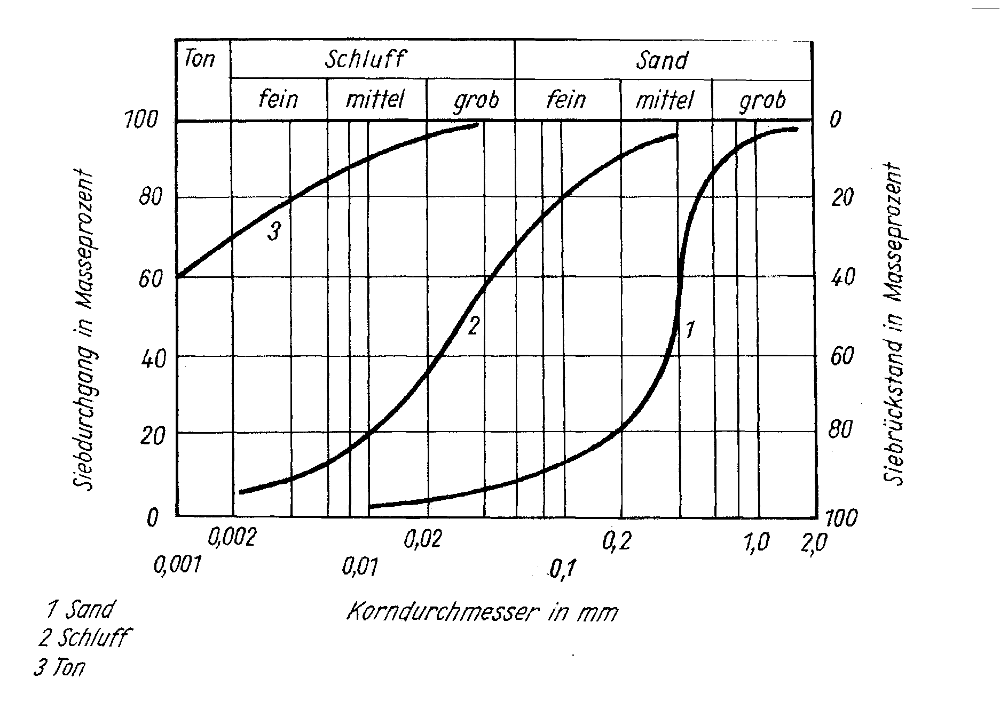 Ton Schluff Sand
fein mittel grob fein mittel grob
100 0
80 20
60 40
40 60
20 80
0 100
Siebdurchgang in Masseprozent
Siebrückstand in Masseprozent
3
2
1
0,002 0,02 0,2 1,0 2,0
0,001 0,01 0,1
Korndurchmesser in mm
1 Sand
2 Schluff
3 Ton